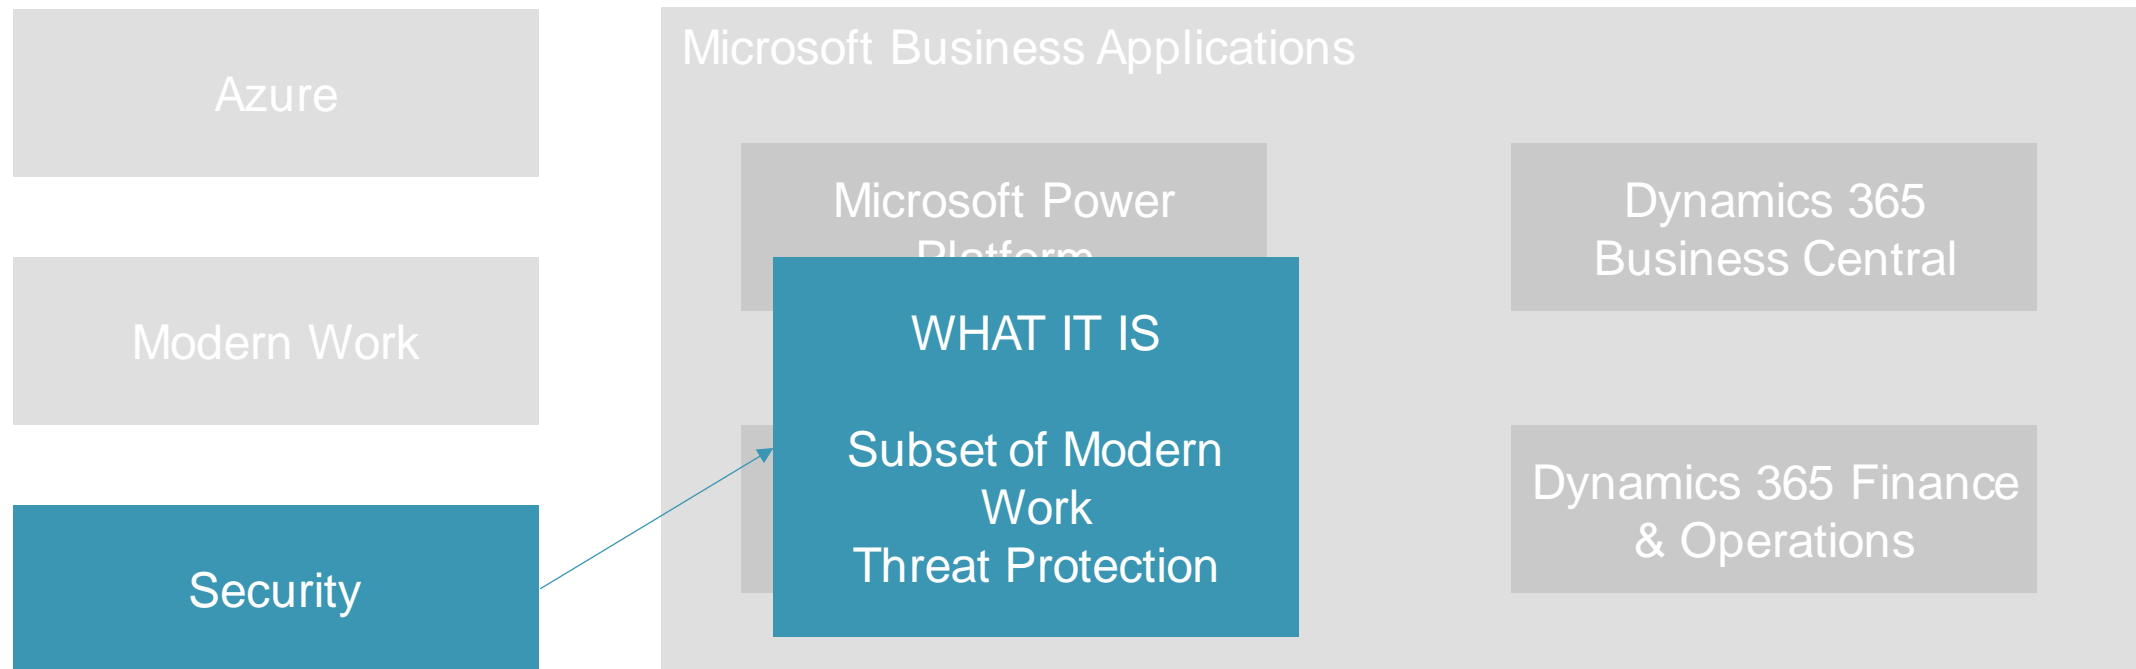 Azure
Modern Work
Security
Microsoft Business Applications
Microsoft Power
Platform
Dynamics 365
Business Central
WHAT IT IS
Subset of Modern
Work
Threat Protection
Dynamics 365 Finance
& Operations